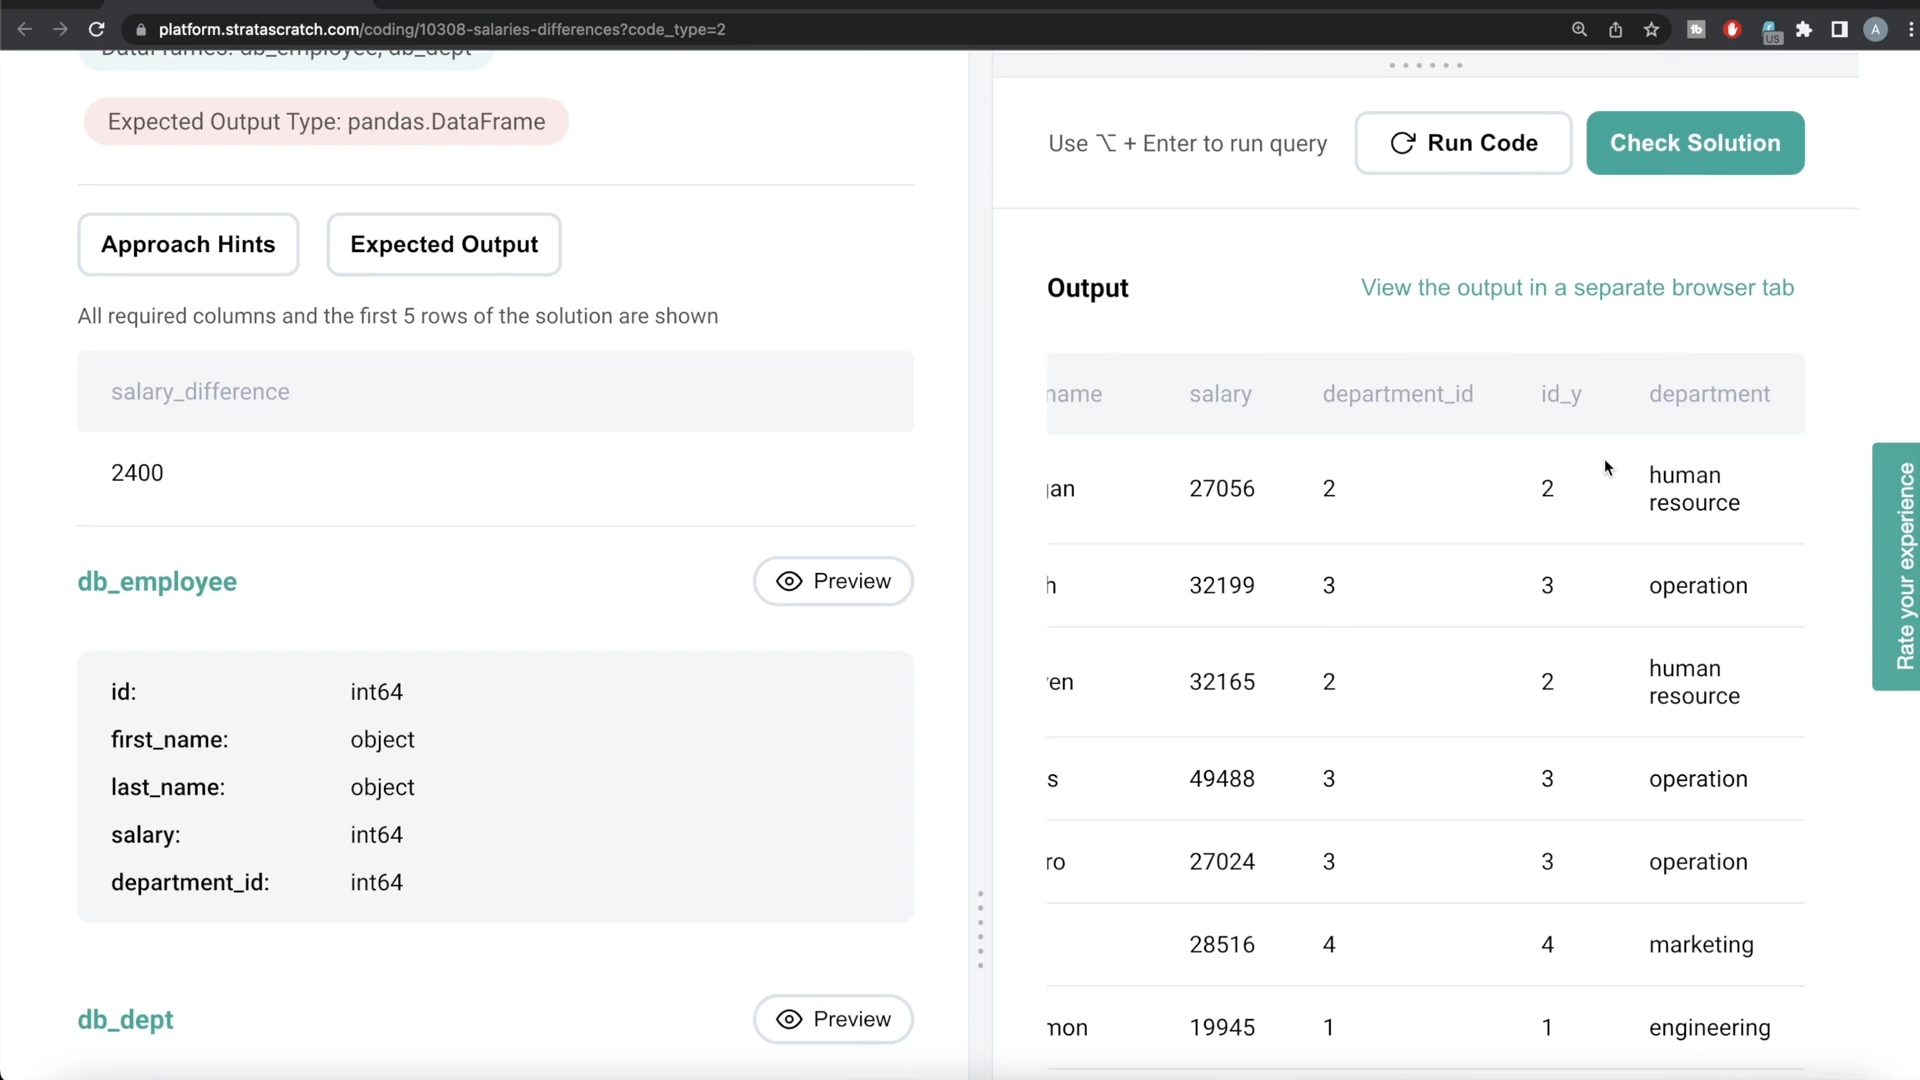 platform.stratascratch.com/coding/10308-salaries-differences?code_type=2
US
A
DataFrames: db_employee, db_dept
Expected Output Type: pandas.DataFrame
Approach Hints
Expected Output
All required columns and the first 5 rows of the solution are shown
salary_difference
2400
db_employee
Preview
id: int64
first_name: object
last_name: object
salary: int64
department_id: int64
db_dept
Preview
Use ⌥ + Enter to run query
Run Code
Check Solution
Output
View the output in a separate browser tab
name salary department_id id_y department
an 27056 2 2 human
resource
h 32199 3 3 operation
en 32165 2 2 human
resource
s 49488 3 3 operation
ro 27024 3 3 operation
28516 4 4 marketing
mon 19945 1 1 engineering
Rate your experience